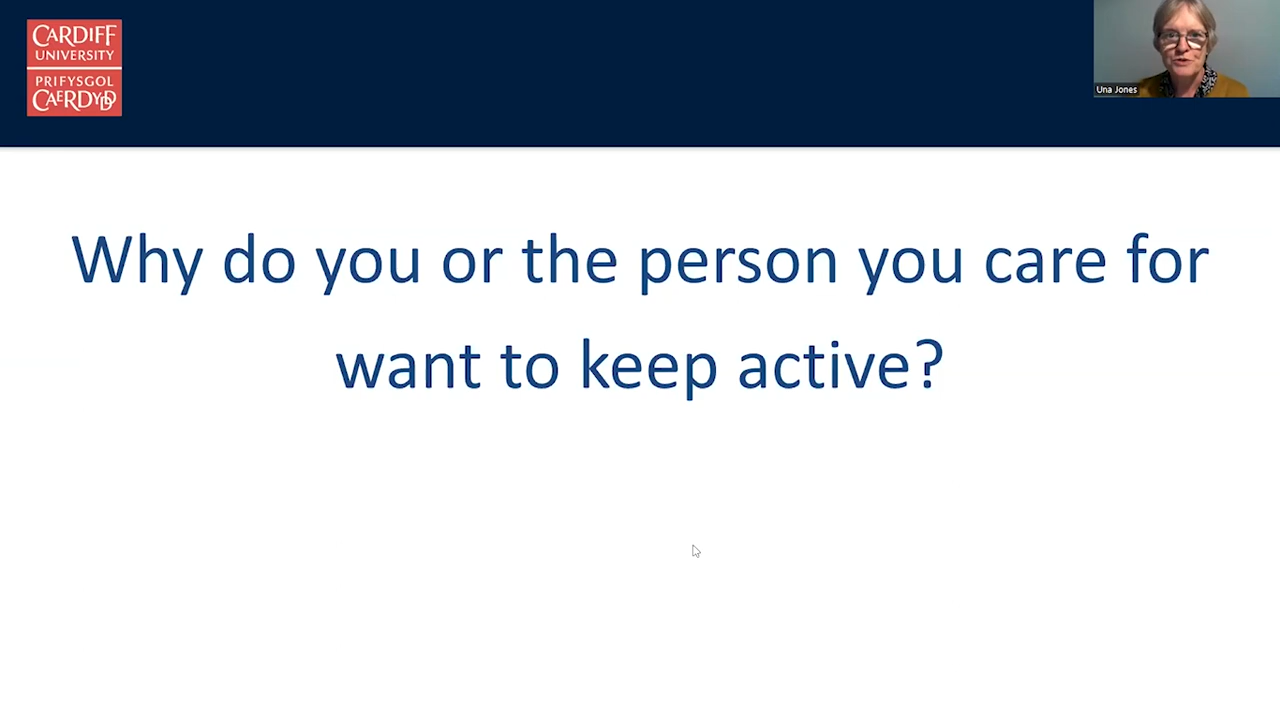 CARDIFF
UNIVERSITY
PRIFYSGOL
CAERDYDD
Una Jones
Why do you or the person you care for
want to keep active?